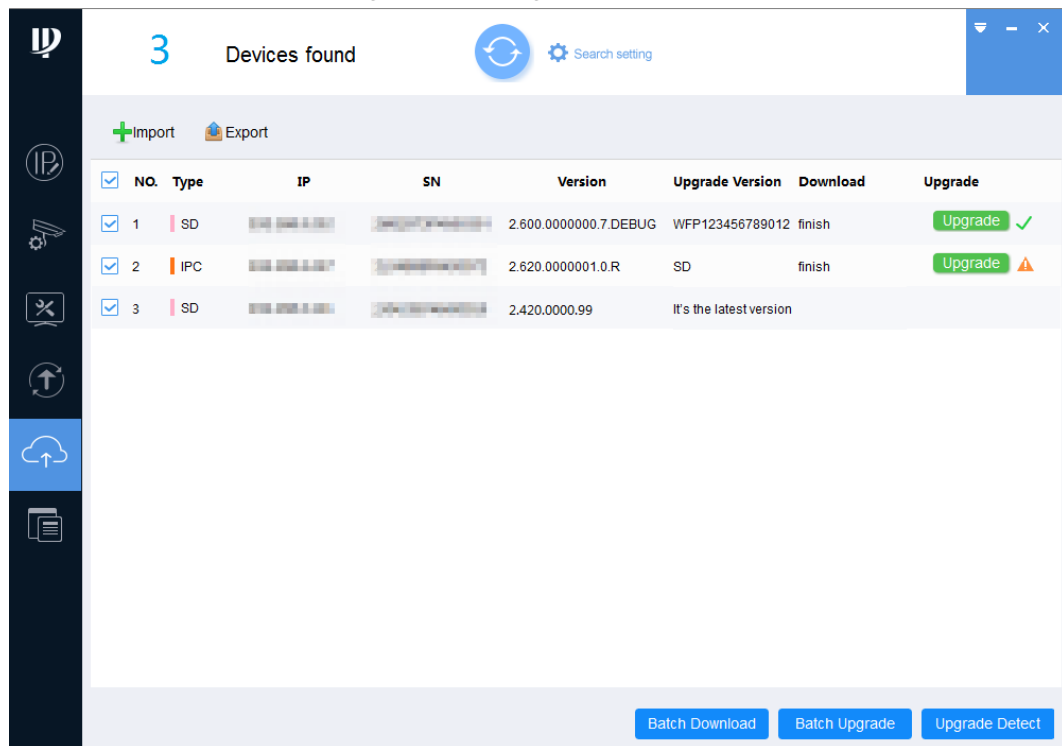 3 Devices found Search setting
Import Export
NO. Type IP SN Version Upgrade Version Download Upgrade
1 SD 2.600.0000000.7.DEBUG WFP123456789012 finish Upgrade
2 IPC 2.620.0000001.0.R SD finish Upgrade
3 SD 2.420.0000.99 It's the latest version
Batch Download Batch Upgrade Upgrade Detect